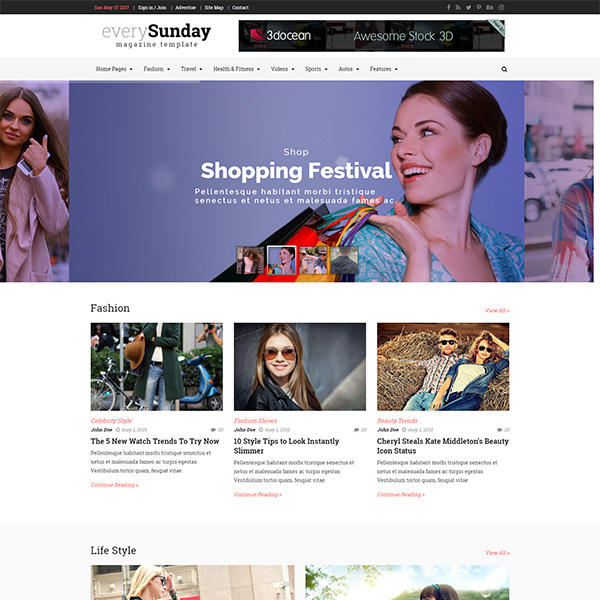 Sun May 07 2017 Sign in / Join Advertise Site Map Contact
everySunday
magazine template
3docean Awesome Stock 3D
Home Pages Fashion Travel Health & Fitness Videos Sports Autos Features
Shop
Shopping Festival
Pellentesque habitant morbi tristique
senectus et netus et malesuada fames ac.
Fashion View All »
Celebrity Style
John Doe may 1, 2015 20
The 5 New Watch Trends To Try Now
Pellentesque habitant morbi tristique senectus et
netus et malesuada fames ac turpis egestas.
Vestibulum tortor quam, feugiat vitae.
Continue Reading »
Fashion Shows
John Doe may 1, 2015 20
10 Style Tips to Look Instantly
Slimmer
Pellentesque habitant morbi tristique senectus et
netus et malesuada fames ac turpis egestas.
Vestibulum tortor quam, feugiat vitae.
Continue Reading »
Beauty Trends
John Doe may 1, 2015 20
Cheryl Steals Kate Middleton's Beauty
Icon Status
Pellentesque habitant morbi tristique senectus et
netus et malesuada fames ac turpis egestas.
Vestibulum tortor quam, feugiat vitae.
Continue Reading »
Life Style View All »